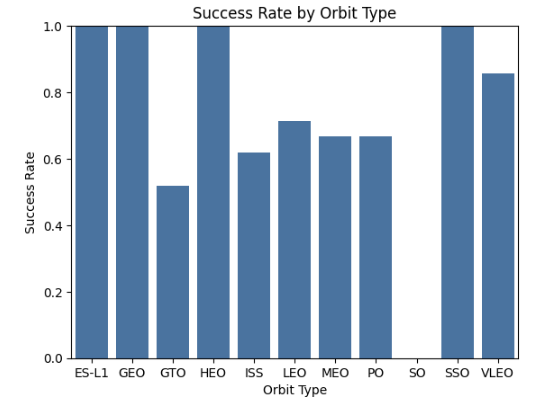 Success Rate by Orbit Type
1.0
0.8
0.6
0.4
0.2
0.0
Success Rate
ES-L1 GEO GTO HEO ISS LEO MEO PO SO SSO VLEO
Orbit Type